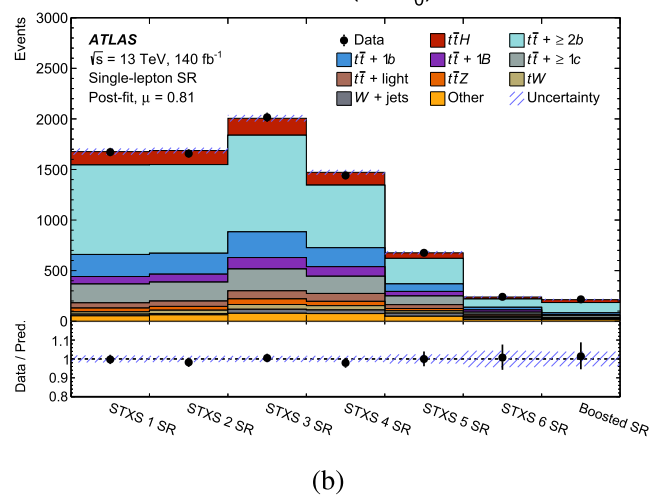 0
Events
3000
2500
2000
1500
1000
500
0
ATLAS
√s = 13 TeV, 140 fb⁻¹
Single-lepton SR
Post-fit, μ = 0.81
Data
tt̄H
tt̄ + ≥ 2b
tt̄ + 1b
tt̄ + 1B
tt̄ + ≥ 1c
tt̄ + light
tt̄Z
tW
W + jets
Other
Uncertainty
Data / Pred.
1.1
1
0.9
0.8
STXS 1 SR
STXS 2 SR
STXS 3 SR
STXS 4 SR
STXS 5 SR
STXS 6 SR
Boosted SR
(b)